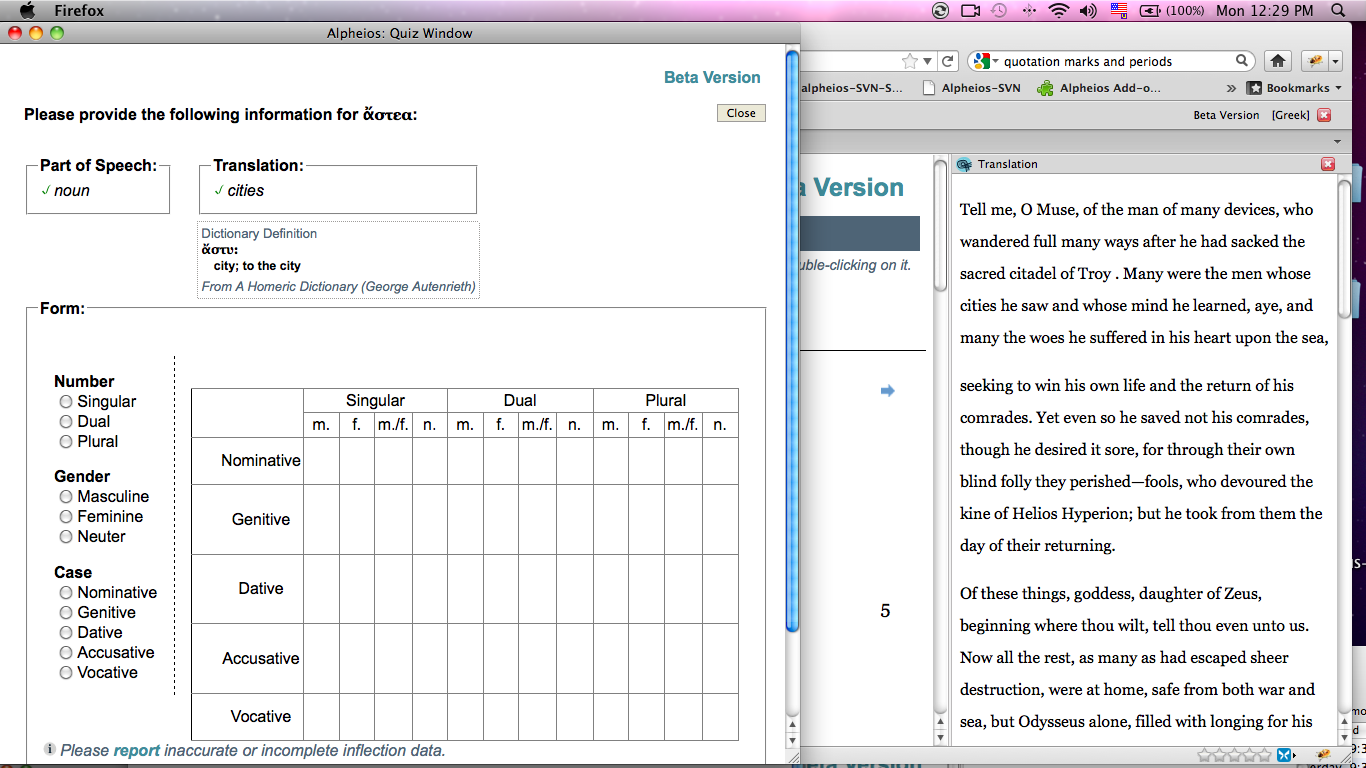 Firefox
(100%) Mon 12:29 PM
Alpheios: Quiz Window
Beta Version
Please provide the following information for ἄστεα:
Close
Part of Speech:
✓ noun
Translation:
✓ cities
Dictionary Definition
ἄστυ:
city; to the city
From A Homeric Dictionary (George Autenrieth)
Form:
Number
Singular
Dual
Plural
Gender
Masculine
Feminine
Neuter
Case
Nominative
Genitive
Dative
Accusative
Vocative
Singular Dual Plural
m. f. m./f. n. m. f. m./f. n. m. f. m./f. n.
Nominative
Genitive
Dative
Accusative
Vocative
Please report inaccurate or incomplete inflection data.
quotation marks and periods
alpheios-SVN-S... Alpheios-SVN Alpheios Add-o... » Bookmarks
Beta Version [Greek]
a Version
uble-clicking on it.
5
Translation
Tell me, O Muse, of the man of many devices, who
wandered full many ways after he had sacked the
sacred citadel of Troy . Many were the men whose
cities he saw and whose mind he learned, aye, and
many the woes he suffered in his heart upon the sea,
seeking to win his own life and the return of his
comrades. Yet even so he saved not his comrades,
though he desired it sore, for through their own
blind folly they perished—fools, who devoured the
kine of Helios Hyperion; but he took from them the
day of their returning.
Of these things, goddess, daughter of Zeus,
beginning where thou wilt, tell thou even unto us.
Now all the rest, as many as had escaped sheer
destruction, were at home, safe from both war and
sea, but Odysseus alone, filled with longing for his